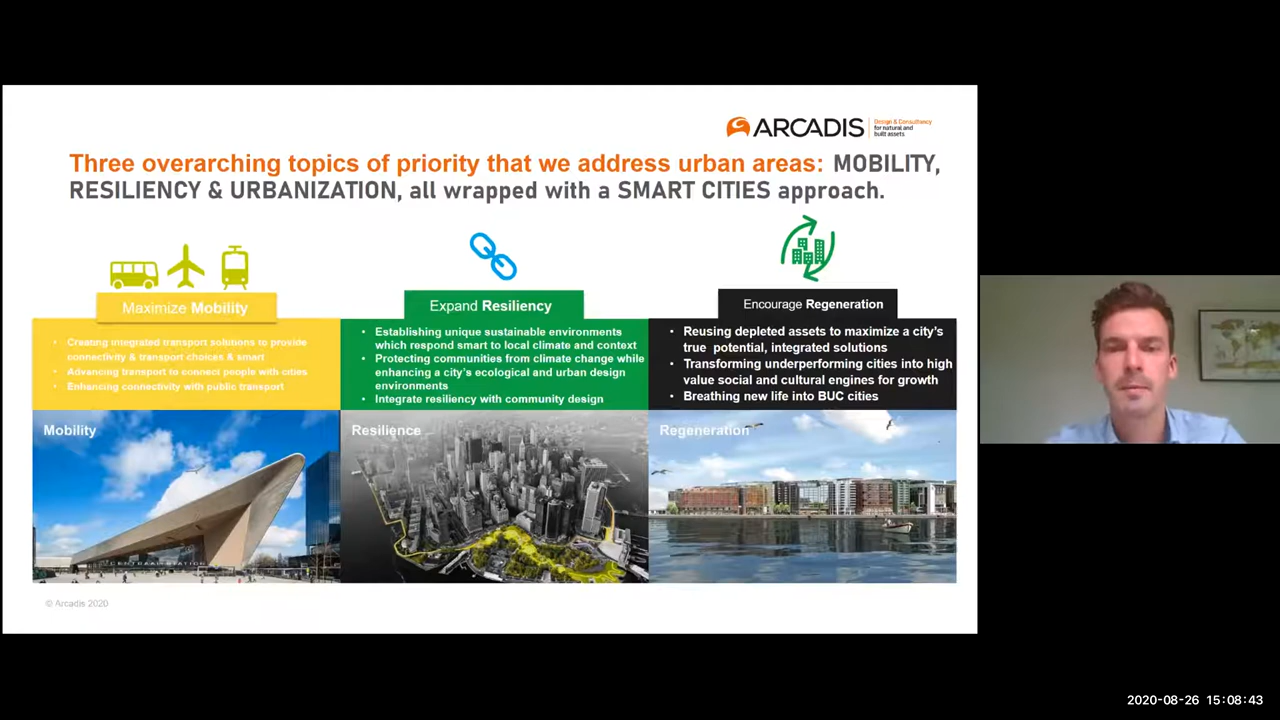 ARCADIS
Design & Consultancy
for natural and
built assets
Three overarching topics of priority that we address urban areas: MOBILITY,
RESILIENCY & URBANIZATION, all wrapped with a SMART CITIES approach.
Maximize Mobility
• Creating integrated transport solutions to provide
connectivity & transport choices & smart
• Advancing transport to connect people with cities
• Enhancing connectivity with public transport
Mobility
CENTRAAL STATION
Expand Resiliency
• Establishing unique sustainable environments
which respond smart to local climate and context
• Protecting communities from climate change while
enhancing a city's ecological and urban design
environments
• Integrate resiliency with community design
Resilience
Encourage Regeneration
• Reusing depleted assets to maximize a city's
true potential, integrated solutions
• Transforming underperforming cities into high
value social and cultural engines for growth
• Breathing new life into BUC cities
Regeneration
© Arcadis 2020
2020-08-26 15:08:43